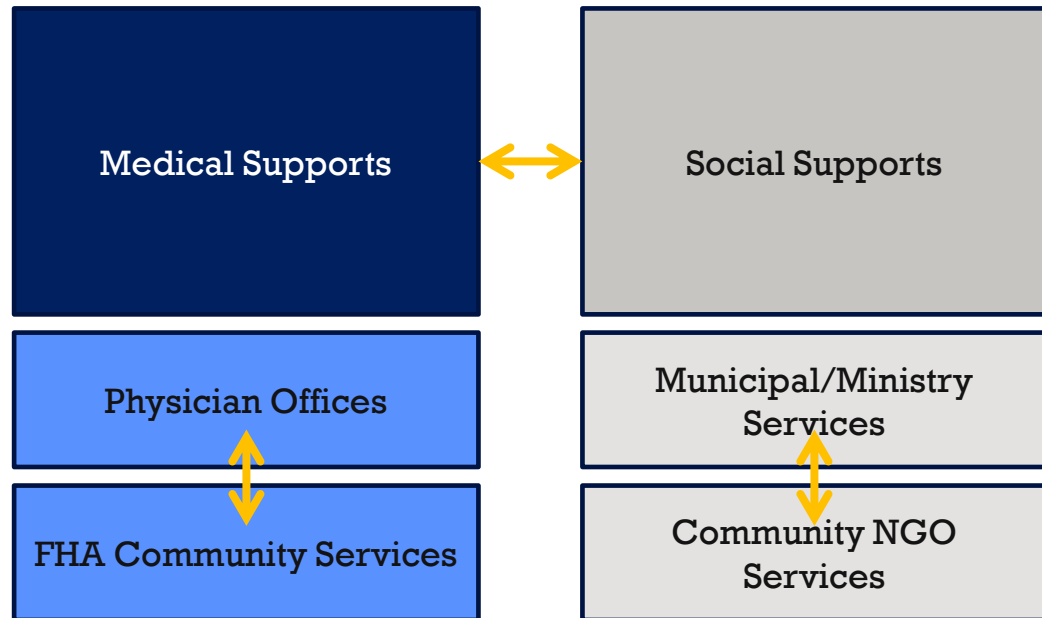 Medical Supports
Social Supports
Physician Offices
Municipal/Ministry
Services
FHA Community Services
Community NGO
Services